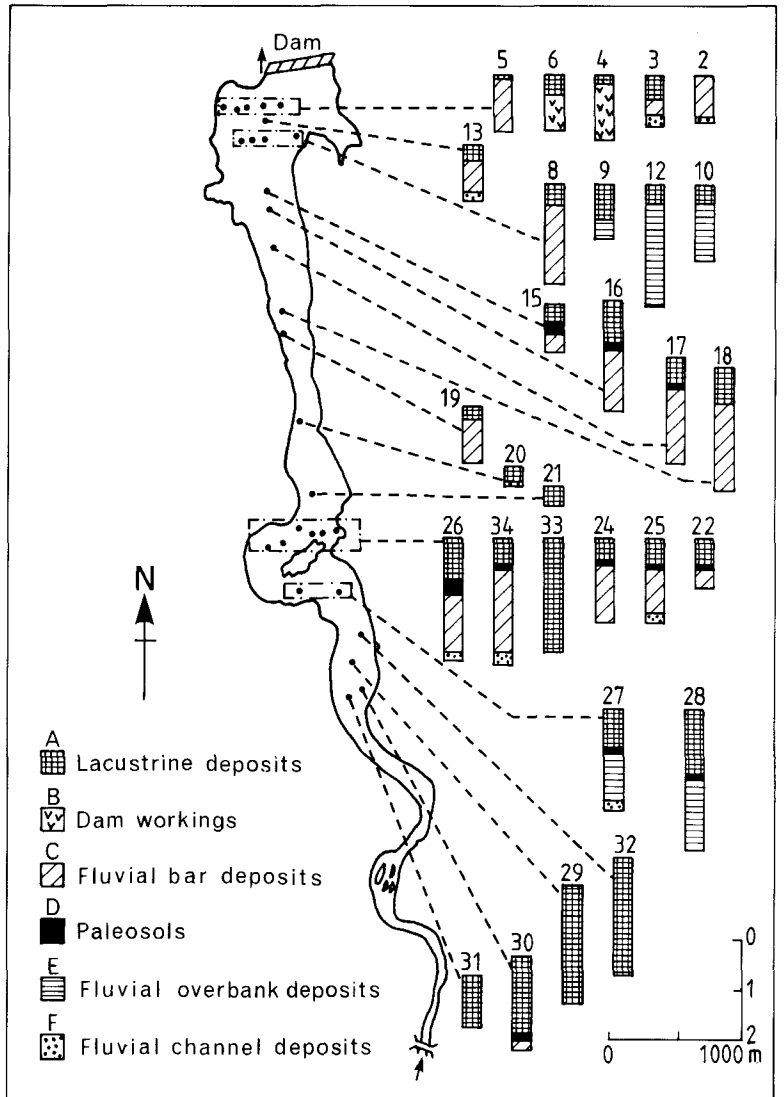 Dam
5 6 4 3 2
13
8 9 12 10
15 16
17 18
19
20
21
26 34 33 24 25 22
N
27 28
A
Lacustrine deposits
B
Dam workings
C
Fluvial bar deposits
D
Paleosols
E
Fluvial overbank deposits
F
Fluvial channel deposits
32
29
30
31
0
1
2
0 1000 m